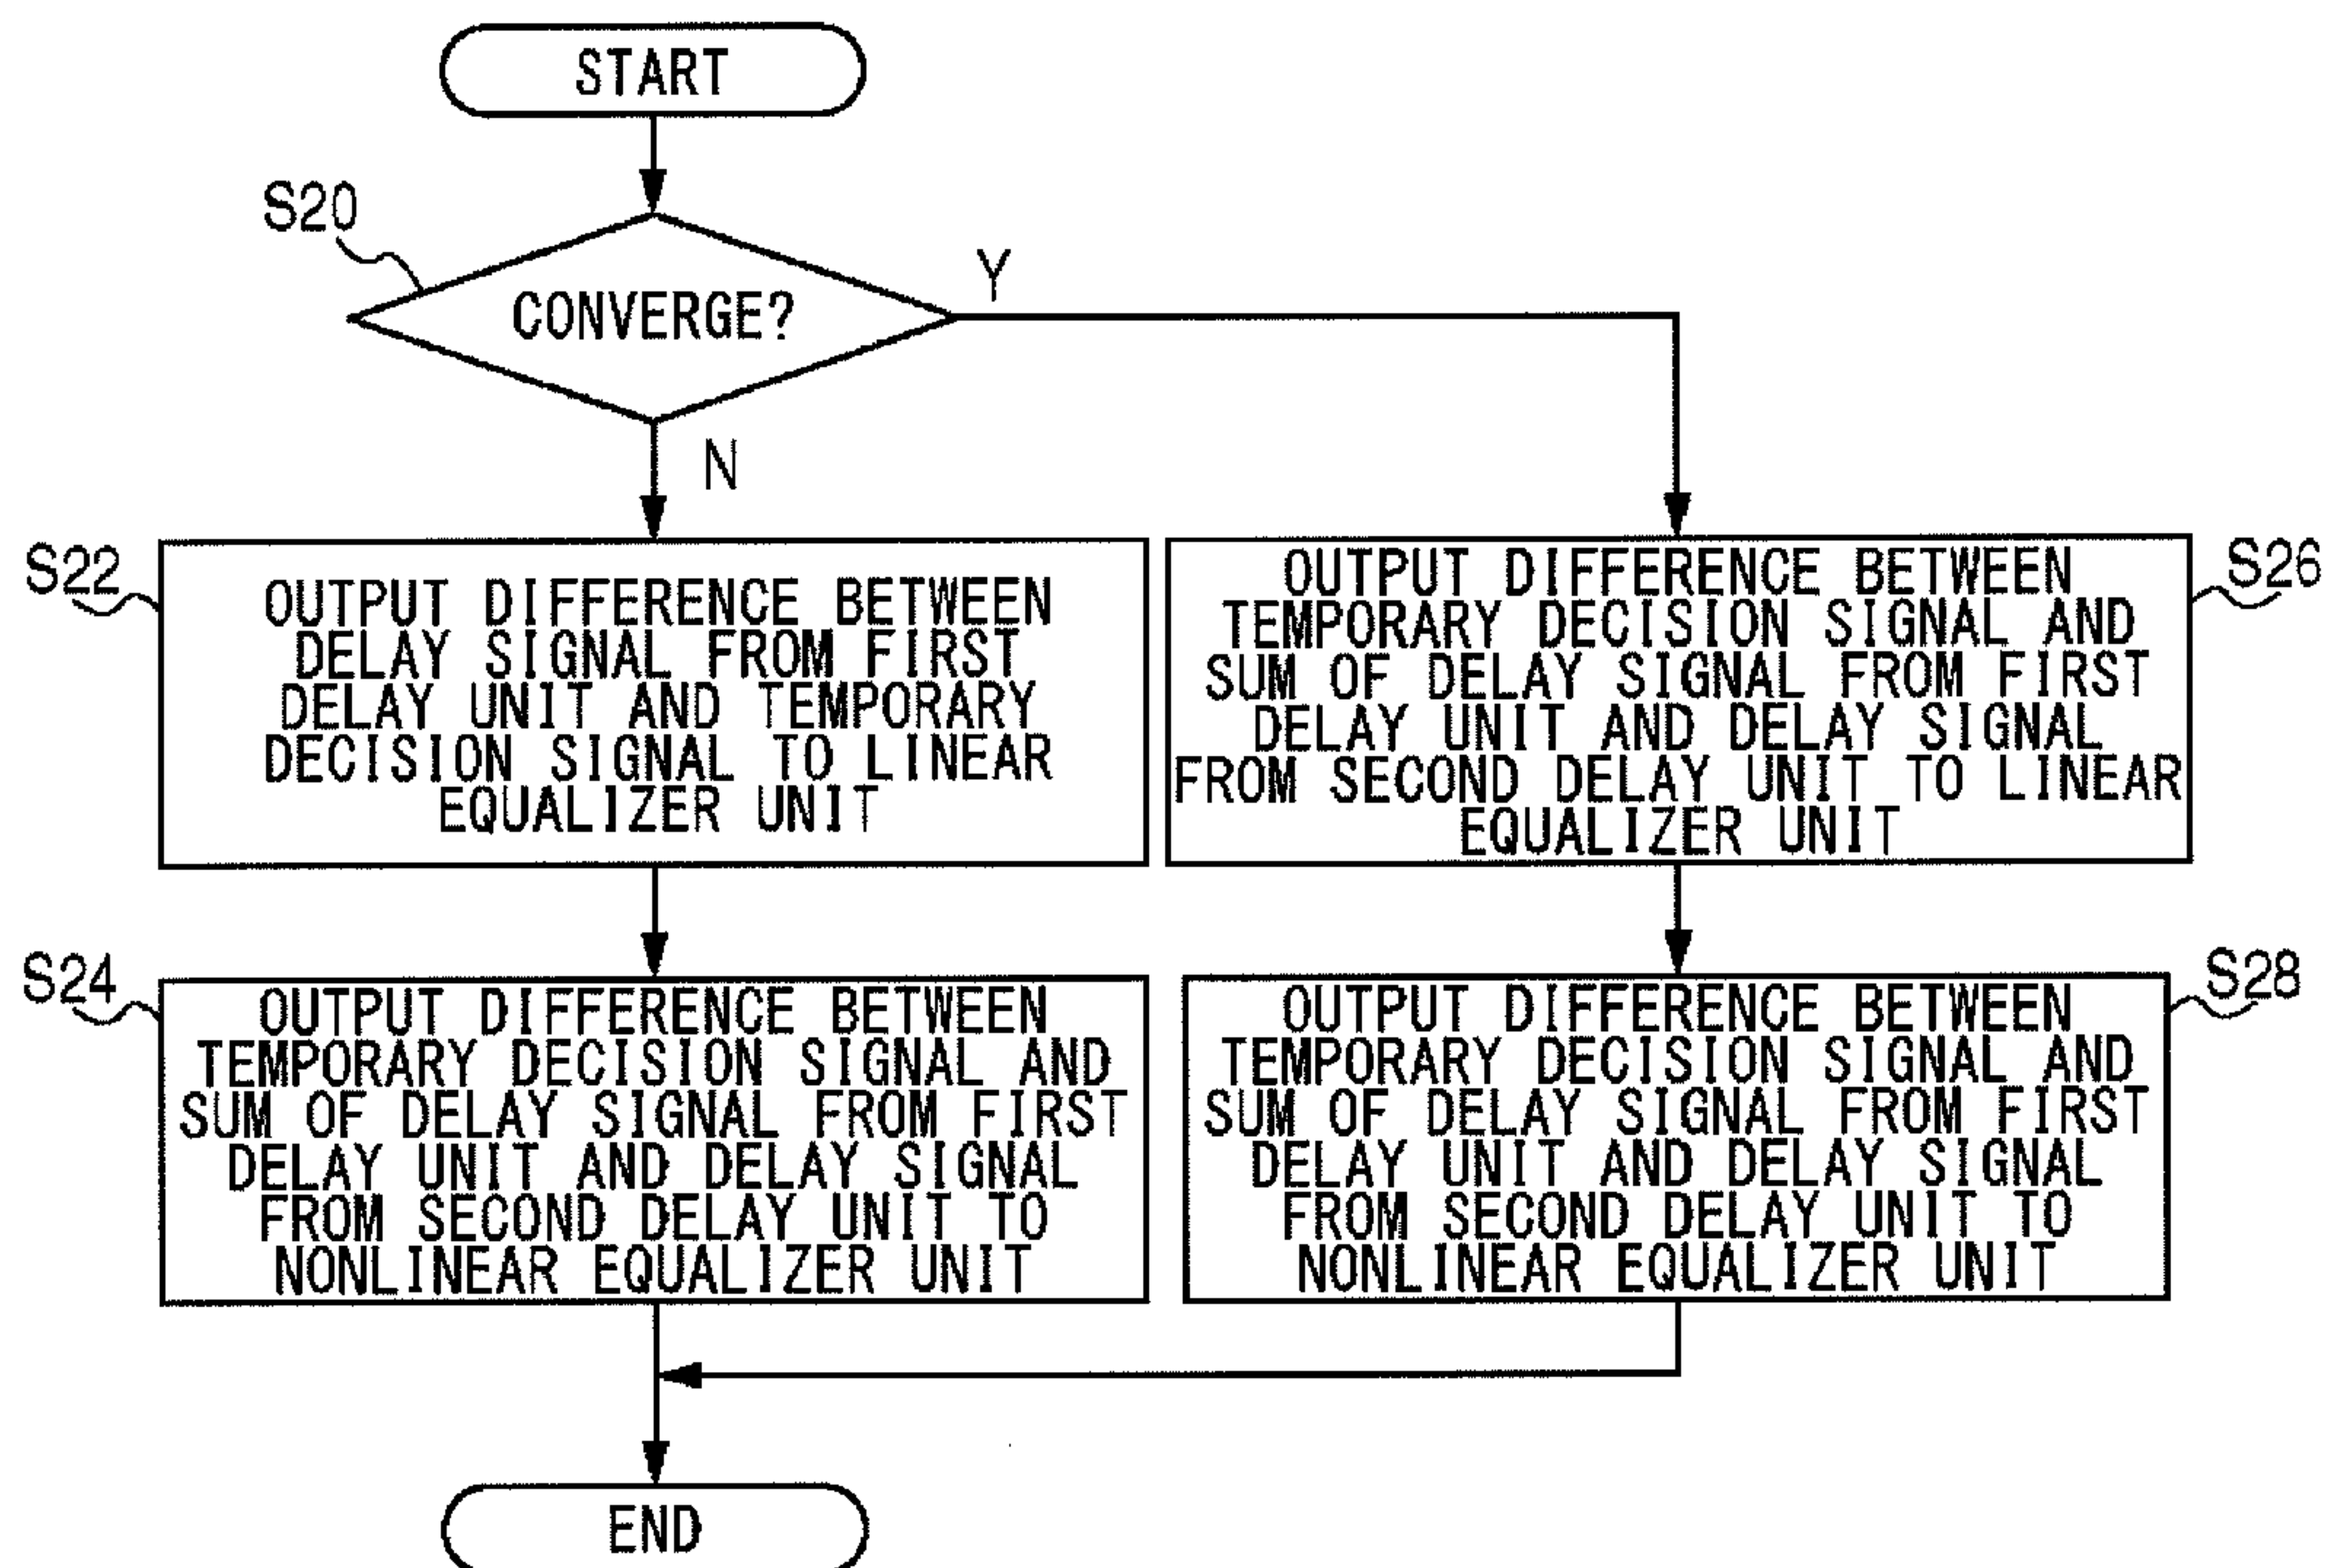 START
S20
CONVERGE?
Y
N
S22
OUTPUT DIFFERENCE BETWEEN
DELAY SIGNAL FROM FIRST
DELAY UNIT AND TEMPORARY
DECISION SIGNAL TO LINEAR
EQUALIZER UNIT
S26
OUTPUT DIFFERENCE BETWEEN
TEMPORARY DECISION SIGNAL AND
SUM OF DELAY SIGNAL FROM FIRST
DELAY UNIT AND DELAY SIGNAL
FROM SECOND DELAY UNIT TO LINEAR
EQUALIZER UNIT
S24
OUTPUT DIFFERENCE BETWEEN
TEMPORARY DECISION SIGNAL AND
SUM OF DELAY SIGNAL FROM FIRST
DELAY UNIT AND DELAY SIGNAL
FROM SECOND DELAY UNIT TO
NONLINEAR EQUALIZER UNIT
S28
OUTPUT DIFFERENCE BETWEEN
TEMPORARY DECISION SIGNAL AND
SUM OF DELAY SIGNAL FROM FIRST
DELAY UNIT AND DELAY SIGNAL
FROM SECOND DELAY UNIT TO
NONLINEAR EQUALIZER UNIT
END